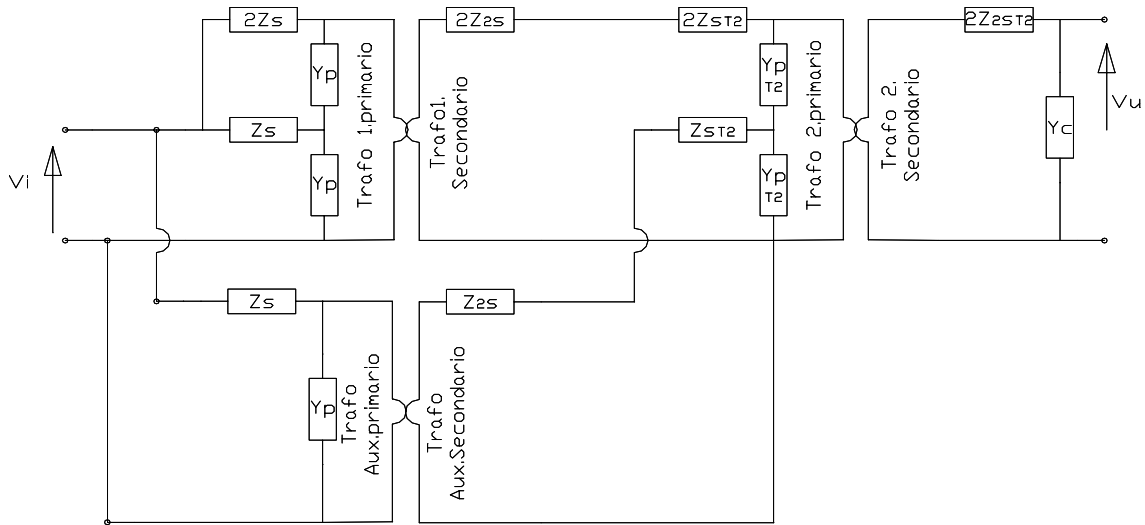 2Zs
2Z2s
2ZsT2
2Z2sT2
Yp
Trafo 1.primario
Trafo1.
Secondario
Yp
T2
Trafo 2.primario
Trafo 2.
Secondario
Vu
Zs
ZsT2
Yc
Vi
Yp
Yp
T2
Zs
Z2s
Yp
Trafo
Aux.primario
Trafo
Aux.Secondario